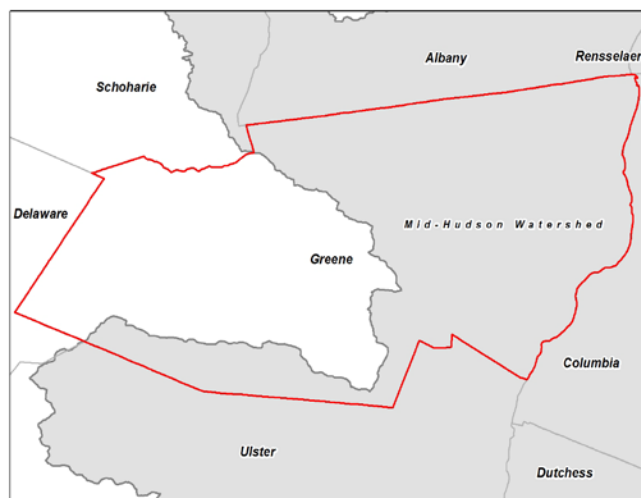 Rensselaer
Albany
Schoharie
Delaware
Mid-Hudson Watershed
Greene
Columbia
Ulster
Dutchess